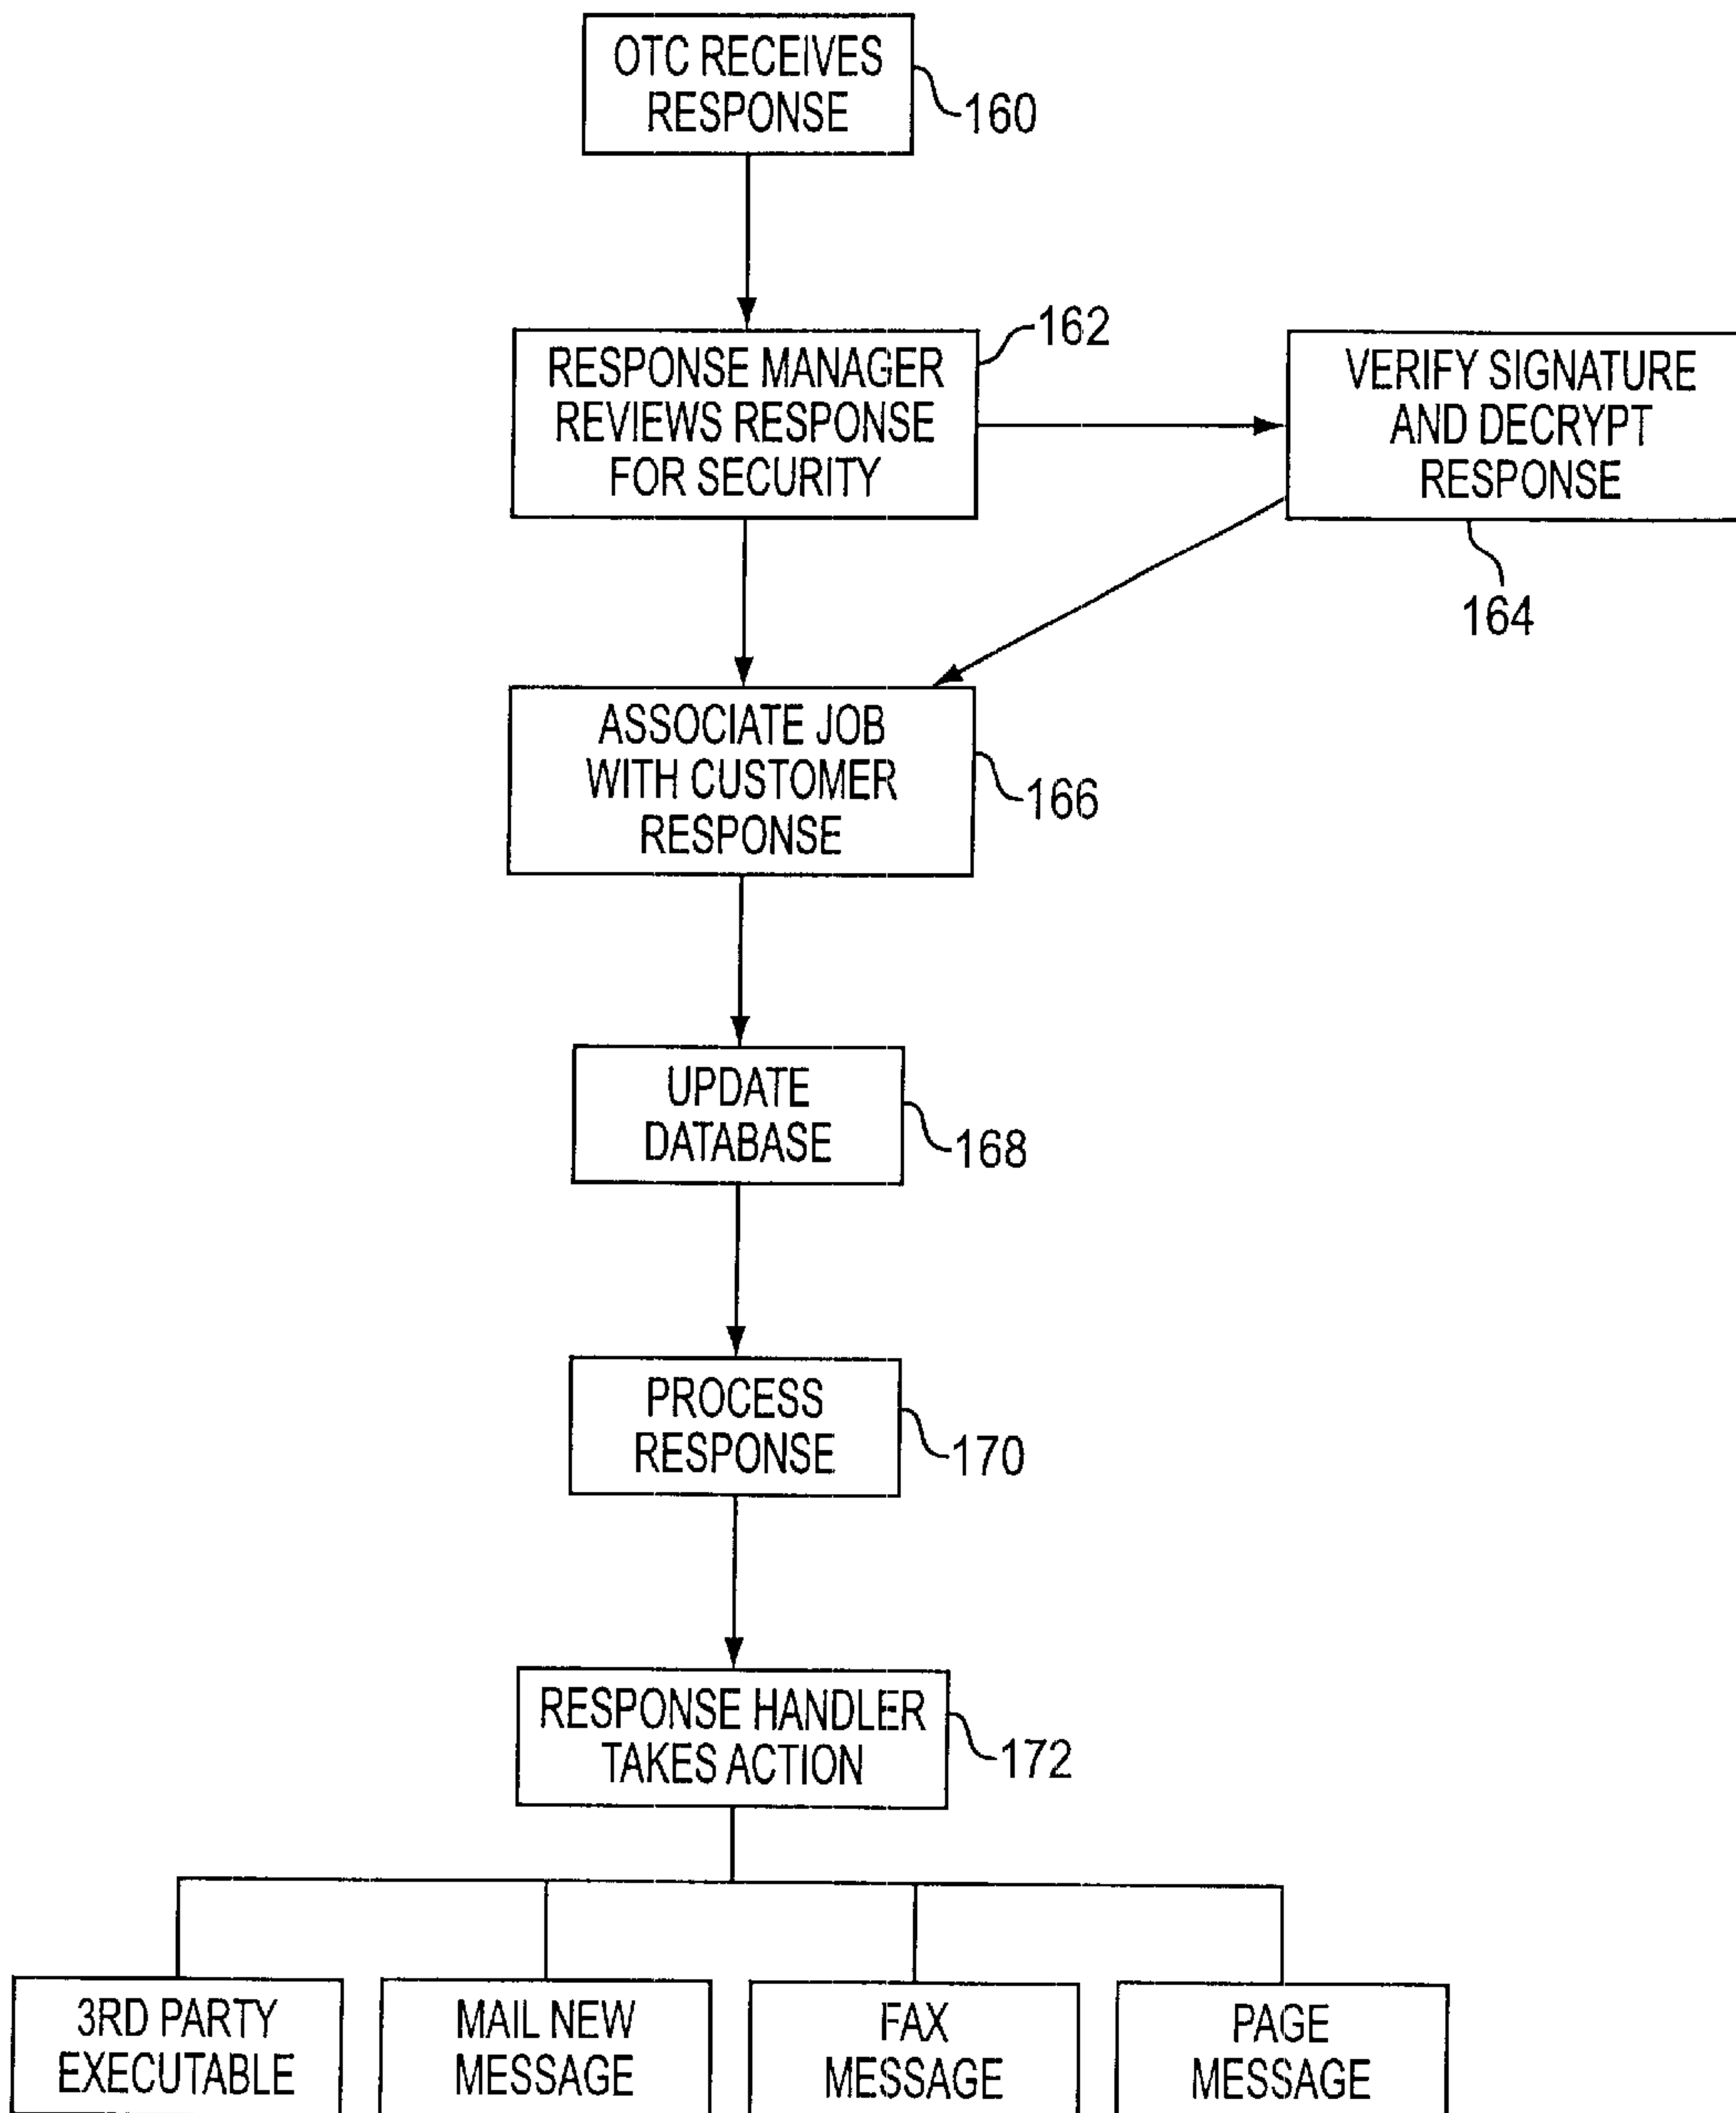 OTC RECEIVES
RESPONSE
160
RESPONSE MANAGER
REVIEWS RESPONSE
FOR SECURITY
162
VERIFY SIGNATURE
AND DECRYPT
RESPONSE
164
ASSOCIATE JOB
WITH CUSTOMER
RESPONSE
166
UPDATE
DATABASE
168
PROCESS
RESPONSE
170
RESPONSE HANDLER
TAKES ACTION
172
3RD PARTY
EXECUTABLE
MAIL NEW
MESSAGE
FAX
MESSAGE
PAGE
MESSAGE